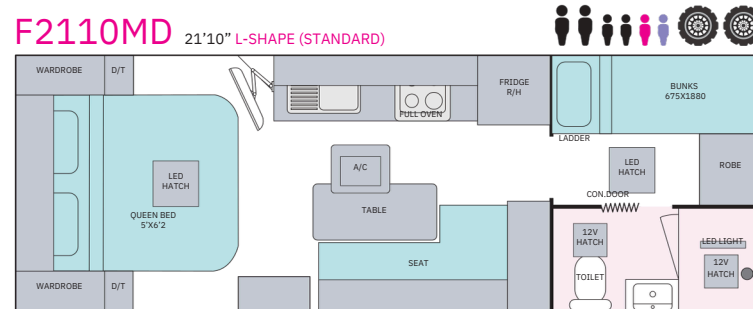 F2110MD 21'10" L-SHAPE (STANDARD)
WARDROBE
D/T
FRIDGE
R/H
BUNKS
675X1880
FULL OVEN
LADDER
A/C
LED
HATCH
ROBE
LED
HATCH
CON.DOOR
TABLE
QUEEN BED
5'X6'2
12V
HATCH
LED LIGHT
SEAT
12V
HATCH
TOILET
WARDROBE
D/T